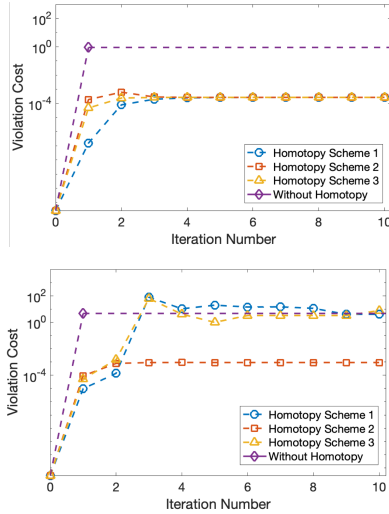 10^0
10^-4
Violation Cost
0
2
4
6
8
10
Iteration Number
Homotopy Scheme 1
Homotopy Scheme 2
Homotopy Scheme 3
Without Homotopy
10^2
10^0
10^-4
Violation Cost
0
2
4
6
8
10
Iteration Number
Homotopy Scheme 1
Homotopy Scheme 2
Homotopy Scheme 3
Without Homotopy